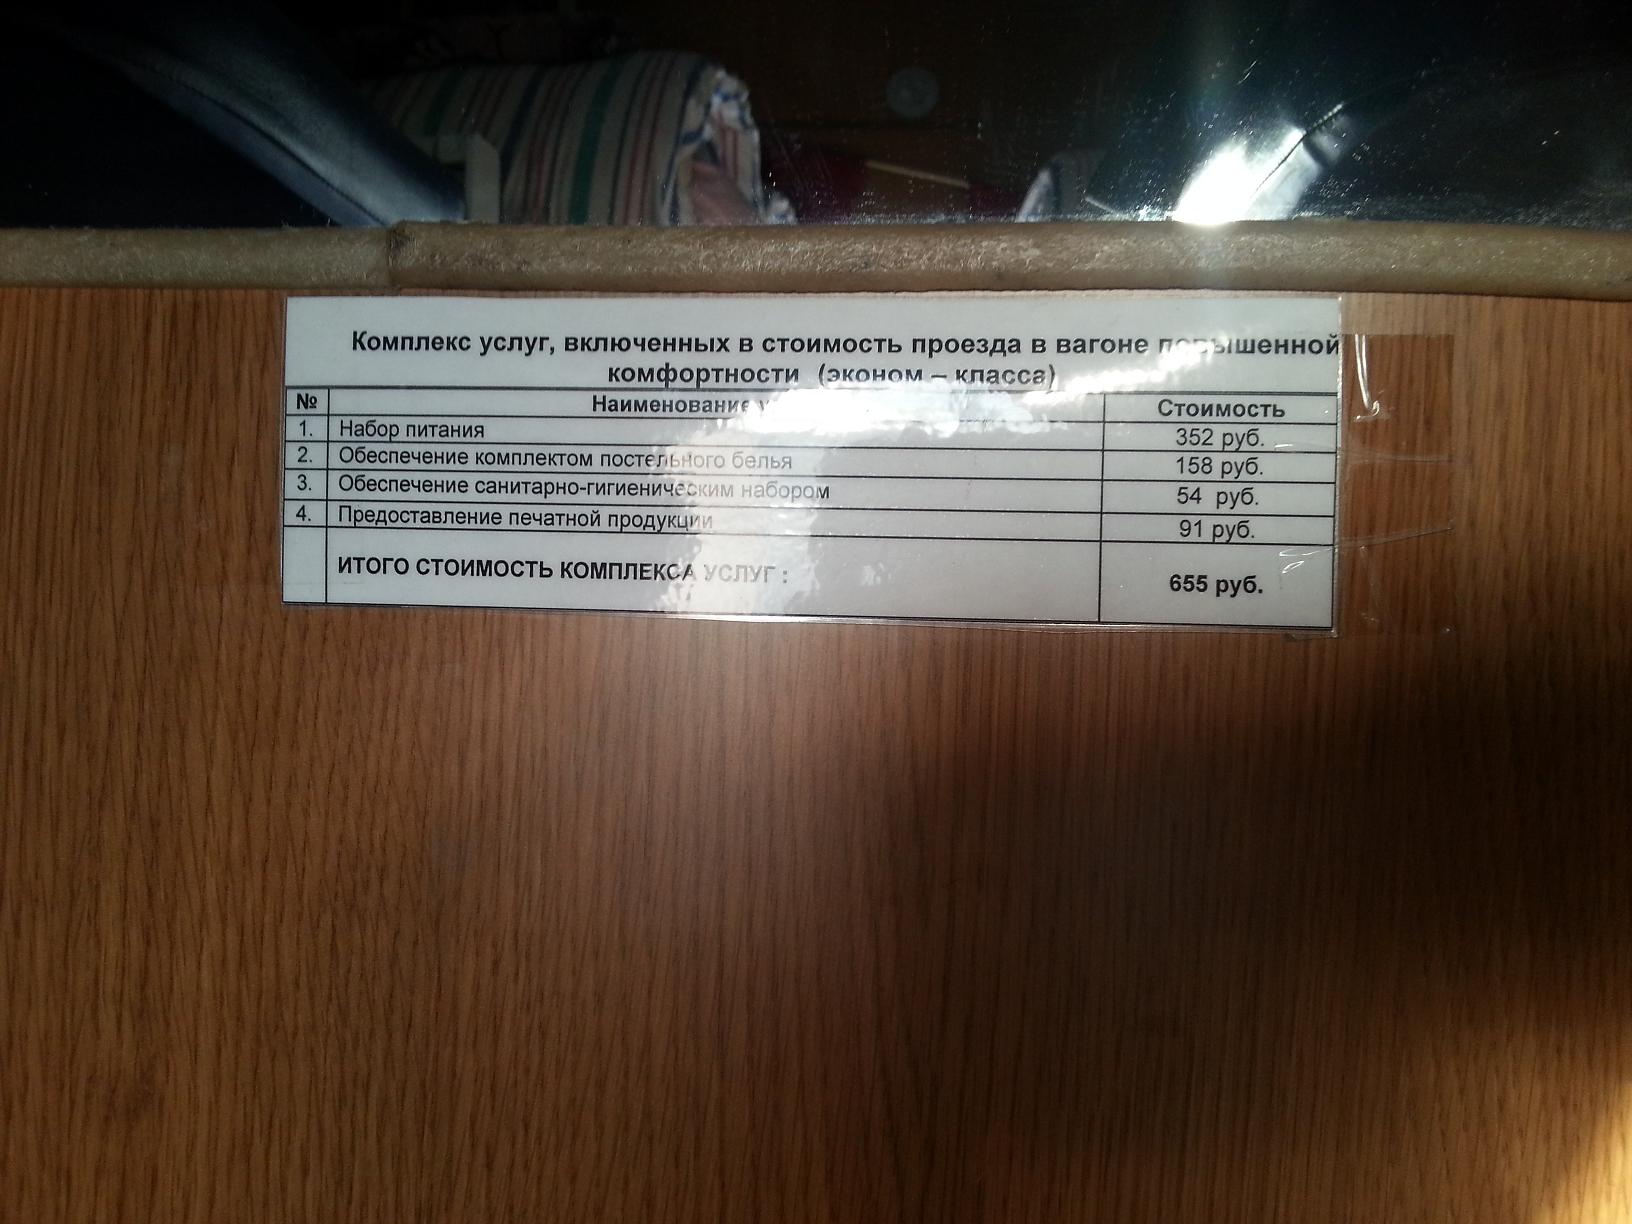 Комплекс услуг, включенных в стоимость проезда в вагоне повышенной
комфортности (эконом – класса)
№ Наименование Стоимость
1. Набор питания 352 руб.
2. Обеспечение комплектом постельного белья 158 руб.
3. Обеспечение санитарно-гигиеническим набором 54 руб.
4. Предоставление печатной продукции 91 руб.
ИТОГО СТОИМОСТЬ КОМПЛЕКСА УСЛУГ : 655 руб.